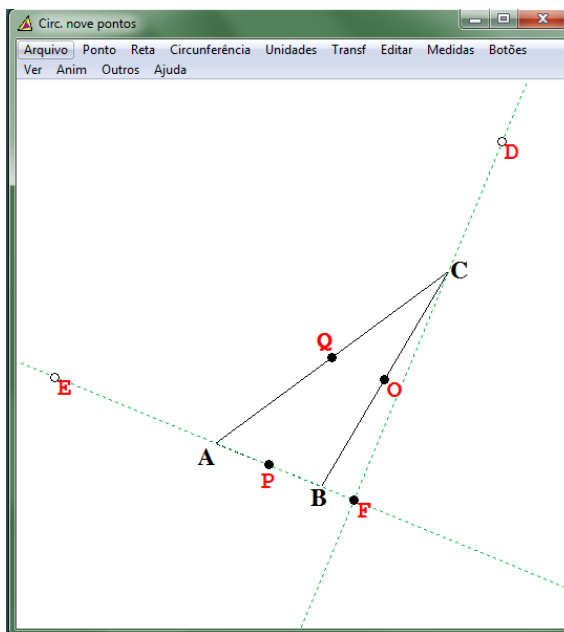 Circ. nove pontos
Arquivo Ponto Reta Circunferência Unidades Transf Editar Medidas Botões
Ver Anim Outros Ajuda
D
C
Q
E
O
A
P
B
F